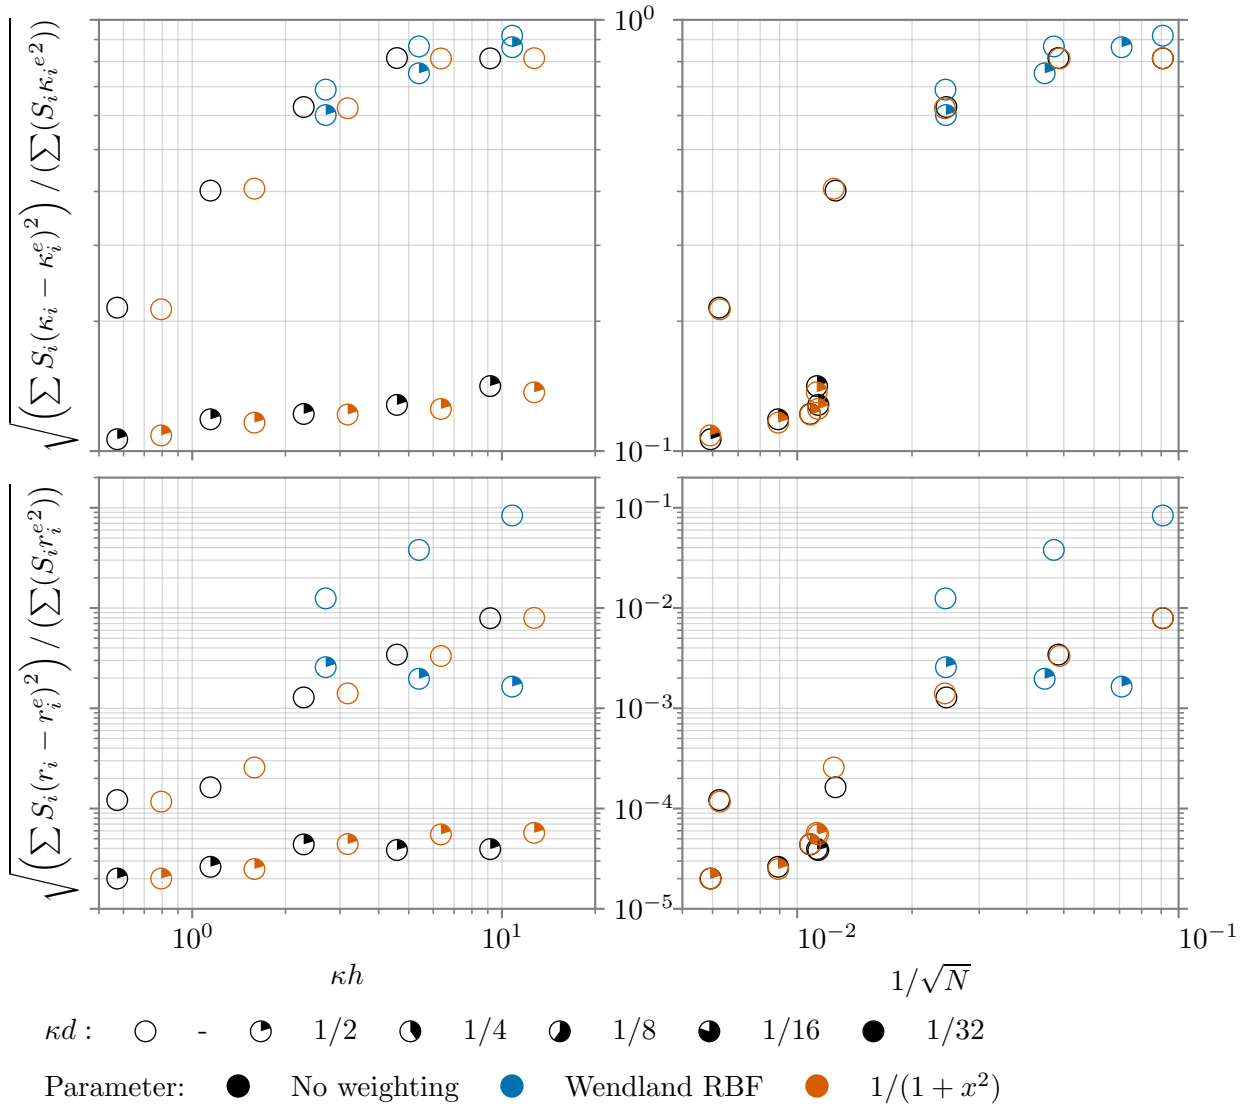 √(∑ S_i(κ_i − κ_i^e)^2) / (∑(S_i κ_i^{e2}))
10^0
10^{-1}
√(∑ S_i(r_i − r_i^e)^2) / (∑(S_i r_i^{e2}))
10^{-1}
10^{-2}
10^{-3}
10^{-4}
10^{-5}
10^0 10^1 10^{-2} 10^{-1}
κh 1/√N
κd : - 1/2 1/4 1/8 1/16 1/32
Parameter: No weighting Wendland RBF 1/(1 + x^2)